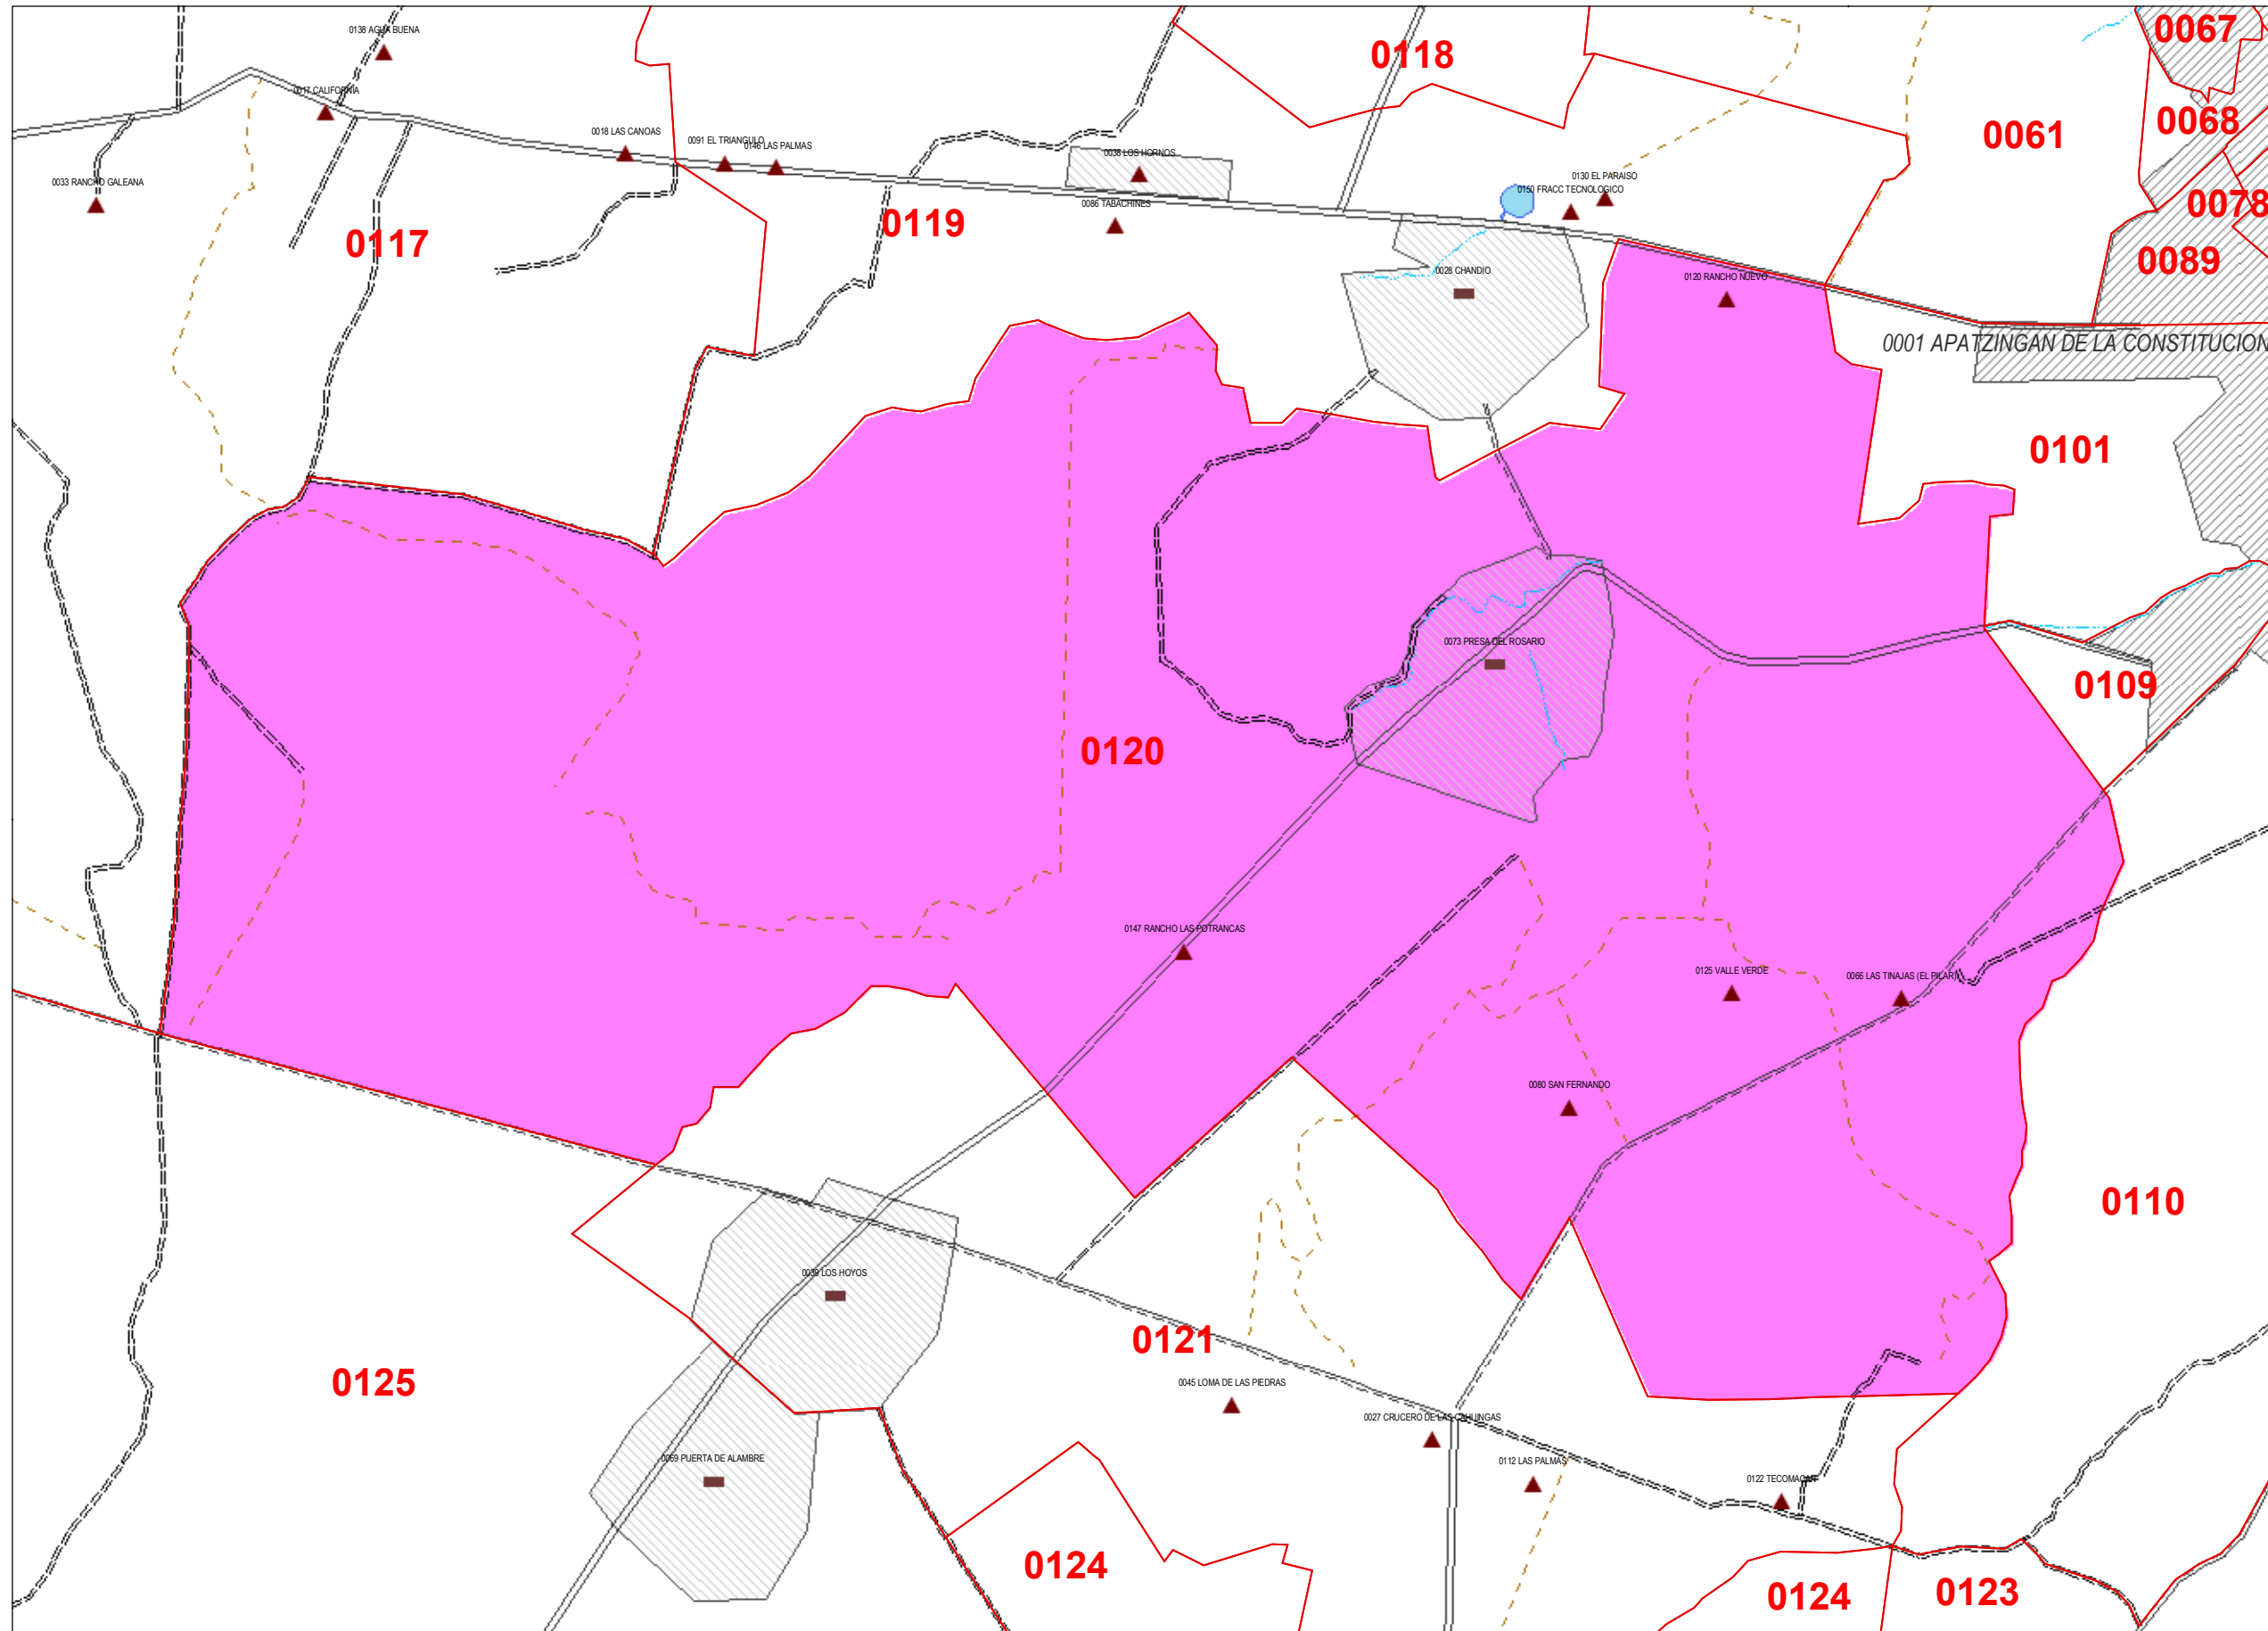 0138 AGUA BUENA
0118
0067
0017 CALIFORNIA
0068
0061
0018 LAS CANOAS
0091 EL TRIANGULO
0146 LAS PALMAS
0038 LOS HORNOS
0033 RANCHO GALEANA
0130 EL PARAISO
0150 FRACC TECNOLOGICO
0078
0086 TABACHINES
0119
0117
0089
0028 CHANDIO
0120 RANCHO NUEVO
0001 APATZINGAN DE LA CONSTITUCION
0101
0073 PRESA DEL ROSARIO
0109
0120
0147 RANCHO LAS POTRANCAS
0125 VALLE VERDE
0066 LAS TINAJAS (EL PILAR)
0080 SAN FERNANDO
0110
0039 LOS HOYOS
0121
0125
0045 LOMA DE LAS PIEDRAS
0027 CRUCERO DE LAS CAHUINGAS
0069 PUERTA DE ALAMBRE
0112 LAS PALMAS
0122 TECOMACAN
0124
0124
0123